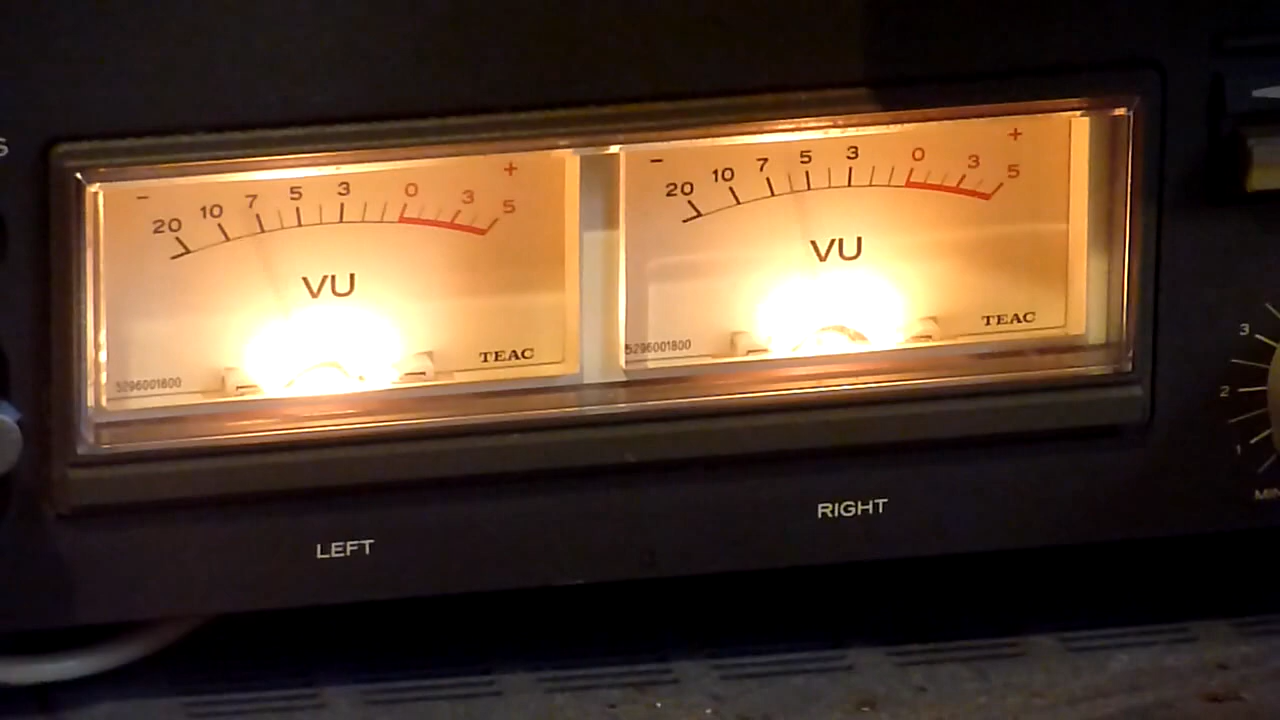 - +
20 10 7 5 3 0 3 5
VU
TEAC
5296001800
- +
20 10 7 5 3 0 3 5
VU
TEAC
5296001800
LEFT
RIGHT
3
2
1